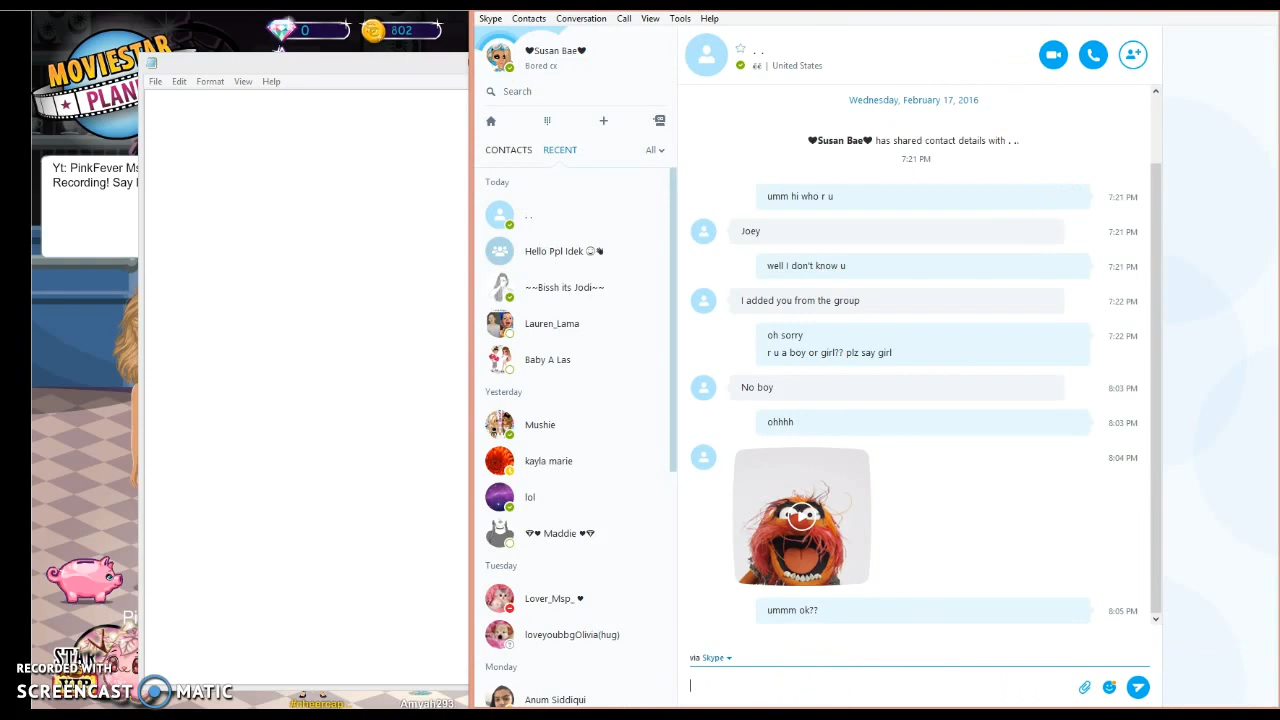 MOVIESTAR
PLAN
0
802
Yt: PinkFever Ms
Recording! Say
File Edit Format View Help
RECORDED WITH
SCREENCAST MATIC
#cheercap
Amyah293
Pi
Skype Contacts Conversation Call View Tools Help
♥Susan Bae♥
Bored cx
Search
CONTACTS RECENT All
Today
. .
Hello Ppl Idek
~~Bissh its Jodi~~
Lauren_Lama
Baby A Las
Yesterday
Mushie
kayla marie
lol
♥ Maddie ♥
Tuesday
Lover_Msp_ ♥
loveyoubbgOlivia(hug)
Monday
Anum Siddiqui
. .
| United States
Wednesday, February 17, 2016
♥Susan Bae♥ has shared contact details with . ..
7:21 PM
umm hi who r u 7:21 PM
Joey 7:21 PM
well I don't know u 7:21 PM
I added you from the group 7:22 PM
oh sorry 7:22 PM
r u a boy or girl?? plz say girl
No boy 8:03 PM
ohhhh 8:03 PM
8:04 PM
ummm ok?? 8:05 PM
via Skype